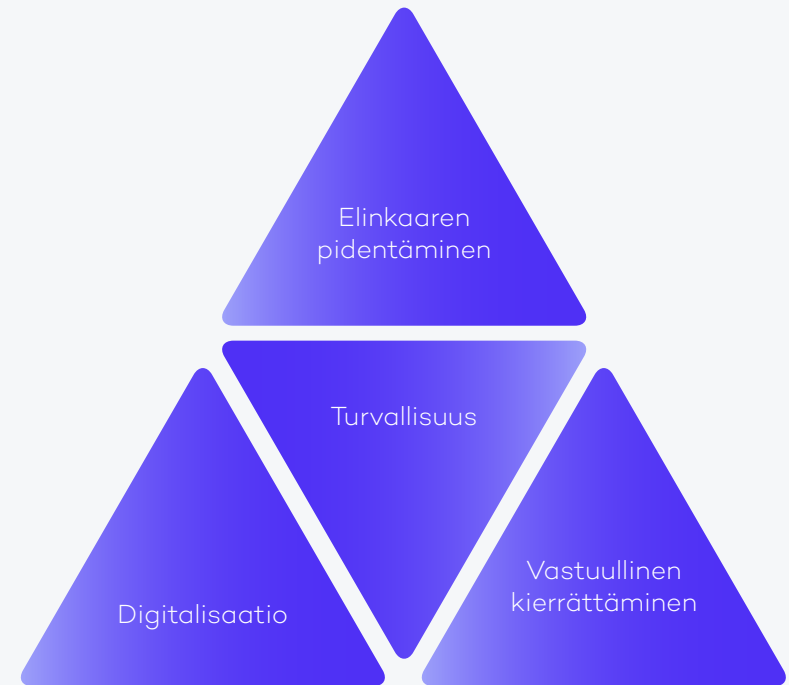 Elinkaaren
pidentäminen
Turvallisuus
Digitalisaatio
Vastuullinen
kierrättäminen